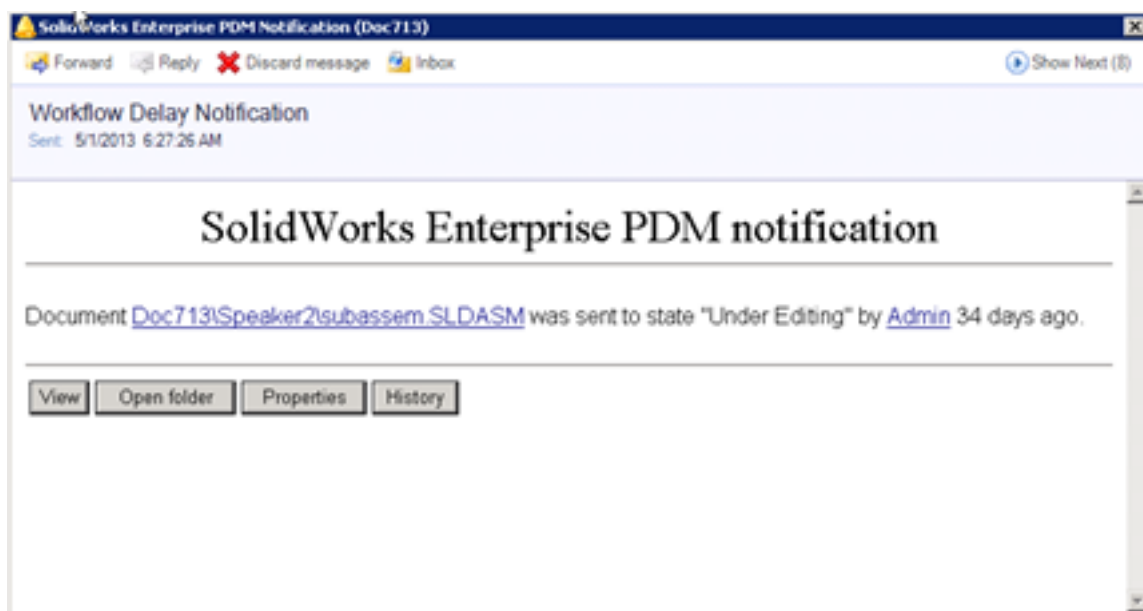 SolidWorks Enterprise PDM Notification (Doc713)
Forward Reply Discard message Inbox Show Next (8)
Workflow Delay Notification
Sent: 5/1/2013 6:27:26 AM
SolidWorks Enterprise PDM notification
Document Doc713\Speaker2\subassem.SLDASM was sent to state "Under Editing" by Admin 34 days ago.
View Open folder Properties History